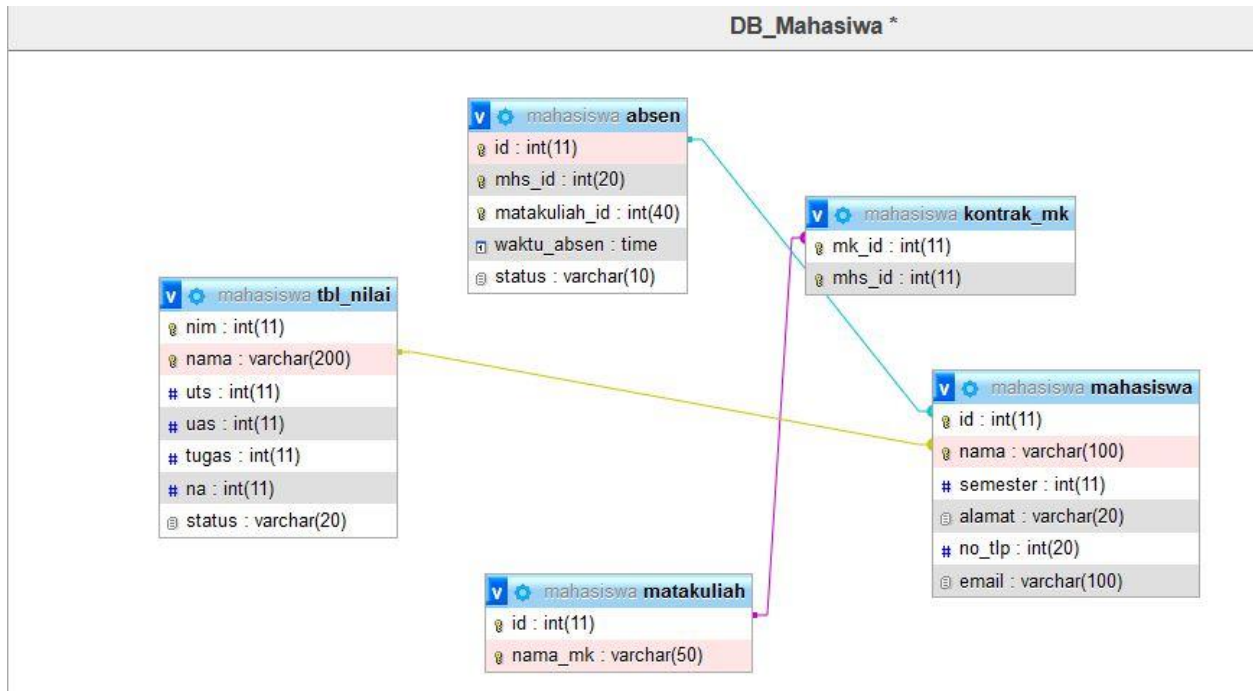 DB_Mahasiwa *
v mahasiswa absen
id : int(11)
mhs_id : int(20)
matakuliah_id : int(40)
waktu_absen : time
status : varchar(10)
v mahasiswa kontrak_mk
mk_id : int(11)
mhs_id : int(11)
v mahasiswa tbl_nilai
nim : int(11)
nama : varchar(200)
# uts : int(11)
# uas : int(11)
# tugas : int(11)
# na : int(11)
status : varchar(20)
v mahasiswa mahasiswa
id : int(11)
nama : varchar(100)
# semester : int(11)
alamat : varchar(20)
# no_tlp : int(20)
email : varchar(100)
v mahasiswa matakuliah
id : int(11)
nama_mk : varchar(50)